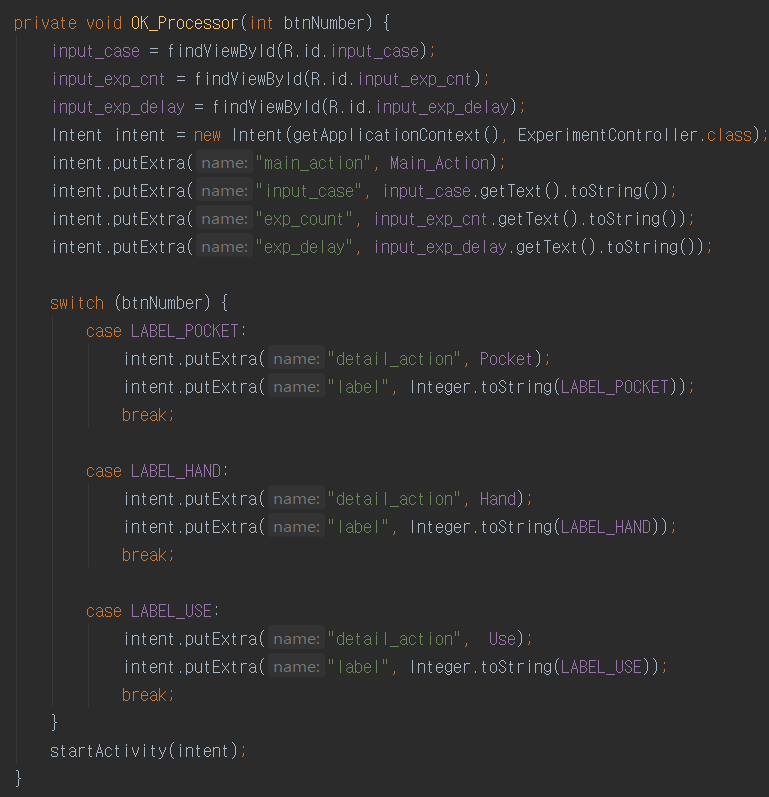 private void OK_Processor(int btnNumber) {
    input_case = findViewById(R.id.input_case);
    input_exp_cnt = findViewById(R.id.input_exp_cnt);
    input_exp_delay = findViewById(R.id.input_exp_delay);
    Intent intent = new Intent(getApplicationContext(), ExperimentController.class);
    intent.putExtra( name: "main_action", Main_Action);
    intent.putExtra( name: "input_case", input_case.getText().toString());
    intent.putExtra( name: "exp_count", input_exp_cnt.getText().toString());
    intent.putExtra( name: "exp_delay", input_exp_delay.getText().toString());
    switch (btnNumber) {
        case LABEL_POCKET:
            intent.putExtra( name: "detail_action", Pocket);
            intent.putExtra( name: "label", Integer.toString(LABEL_POCKET));
            break;
        case LABEL_HAND:
            intent.putExtra( name: "detail_action", Hand);
            intent.putExtra( name: "label", Integer.toString(LABEL_HAND));
            break;
        case LABEL_USE:
            intent.putExtra( name: "detail_action",  Use);
            intent.putExtra( name: "label", Integer.toString(LABEL_USE));
            break;
    }
    startActivity(intent);
}